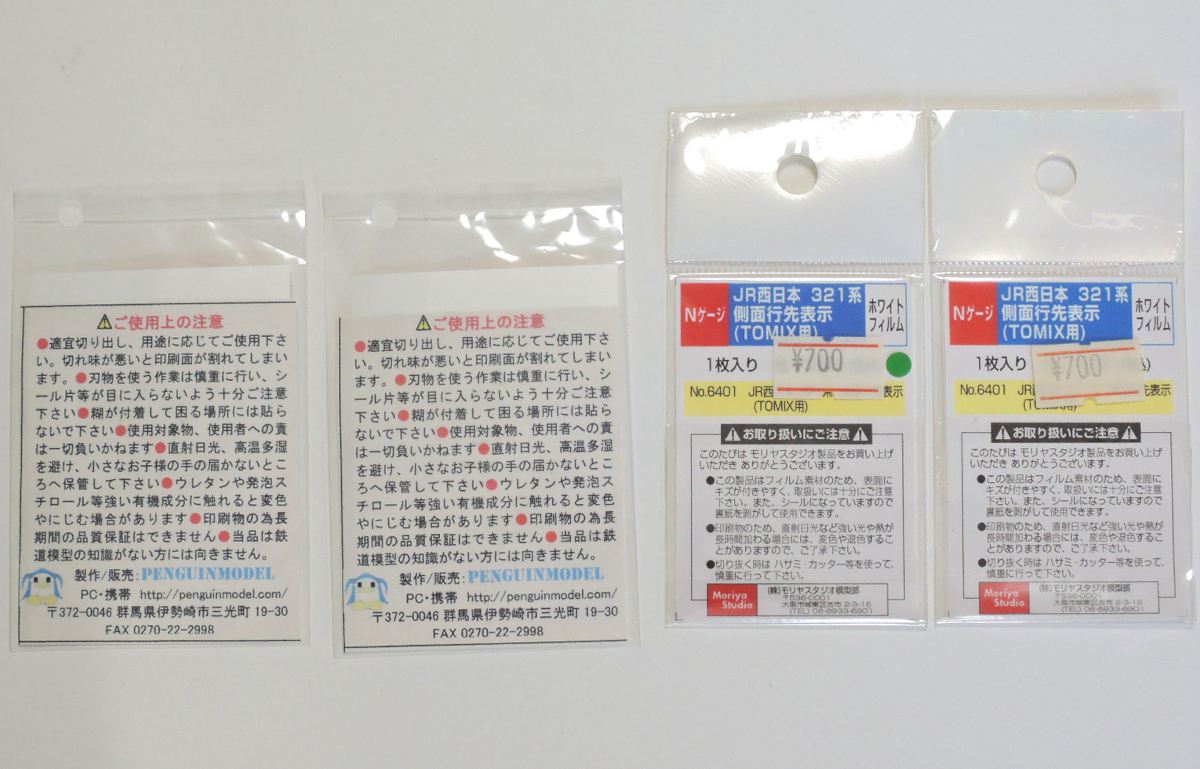 ⚠ご使用上の注意
●適宜切り出し、用途に応じてご使用下さ
い。切れ味が悪いと印刷面が割れてしまい
ます。●刃物を使う作業は慎重に行い、シ
ール片等が目に入らないよう十分ご注意
下さい●糊が付着して困る場所には貼ら
ないで下さい●使用対象物、使用者への責
は一切負いかねます●直射日光、高温多湿
を避け、小さなお子様の手の届かないとこ
ろへ保管して下さい●ウレタンや発泡ス
チロール等強い有機成分に触れると変色
やにじむ場合があります●印刷物の為長
期間の品質保証はできません●当品は鉄
道模型の知識がない方には向きません。
製作/販売:PENGUINMODEL
PC・携帯 http://penguinmodel.com/
〒372-0046 群馬県伊勢崎市三光町 19-30
FAX 0270-22-2998
⚠ご使用上の注意
●適宜切り出し、用途に応じてご使用下さ
い。切れ味が悪いと印刷面が割れてしまい
ます。●刃物を使う作業は慎重に行い、シ
ール片等が目に入らないよう十分ご注意
下さい●糊が付着して困る場所には貼ら
ないで下さい●使用対象物、使用者への責
は一切負いかねます●直射日光、高温多湿
を避け、小さなお子様の手の届かないとこ
ろへ保管して下さい●ウレタンや発泡ス
チロール等強い有機成分に触れると変色
やにじむ場合があります●印刷物の為長
期間の品質保証はできません●当品は鉄
道模型の知識がない方には向きません。
製作/販売:PENGUINMODEL
PC・携帯 http://penguinmodel.com/
〒372-0046 群馬県伊勢崎市三光町 19-30
FAX 0270-22-2998
Nゲージ
JR西日本 321系
側面行先表示
(TOMIX用)
ホワイト
フィルム
1枚入り
¥700
No.6401 JR西 表示
(TOMIX用)
⚠お取り扱いにご注意⚠
このたびは モリヤスタジオ製品をお買い上げ
いただき ありがとうございます。
●この製品はフィルム素材のため、表面に
キズが付きやすく、取扱いには十分にご注意
下さい。また、シールになっていますので
裏紙を剥がして使用できます。
●印刷物のため、直射日光など強い光や熱が
長時間加わる場合には、変色や退色するこ
とがありますので、ご了承下さい。
●切り抜く時は ハサミ・カッター等を使って、
慎重に行って下さい。
Moriya
Studio
(株)モリヤスタジオ模型部
〒536-0001
大阪市城東区古市 2-3-16
(TEL) 06-6933-6901
Nゲージ
JR西日本 321系
側面行先表示
(TOMIX用)
ホワイト
フィルム
1枚入り
¥700
No.6401 JR西 先表示
(TOMIX用)
⚠お取り扱いにご注意⚠
このたびは モリヤスタジオ製品をお買い上げ
いただき ありがとうございます。
●この製品はフィルム素材のため、表面に
キズが付きやすく、取扱いには十分にご注意
下さい。また、シールになっていますので
裏紙を剥がして使用できます。
●印刷物のため、直射日光など強い光や熱が
長時間加わる場合には、変色や退色するこ
とがありますので、ご了承下さい。
●切り抜く時は ハサミ・カッター等を使って、
慎重に行って下さい。
Moriya
Studio
(株)モリヤスタジオ模型部
〒536-0001
大阪市城東区古市 2-3-16
(TEL) 06-6933-6901